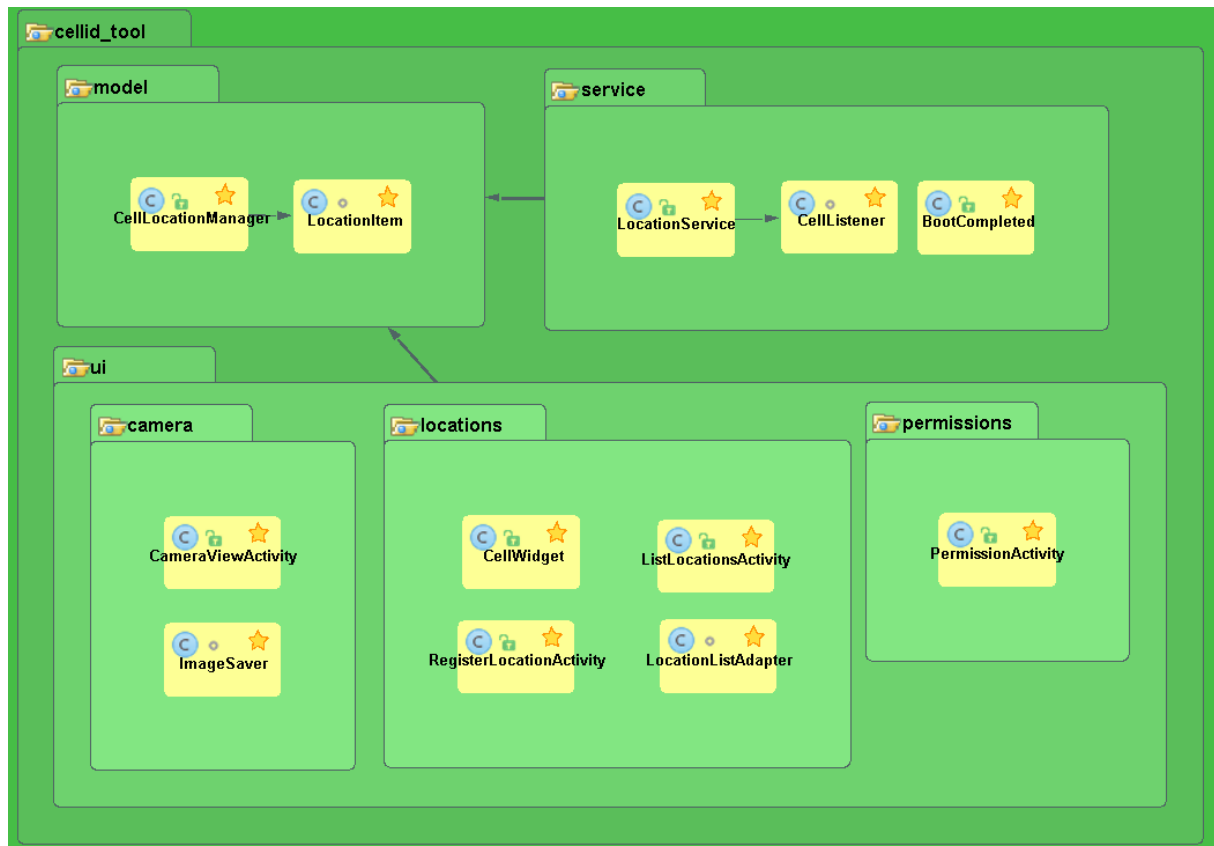 cellid_tool
model
service
C
CellLocationManager
C
LocationItem
C
LocationService
C
CellListener
C
BootCompleted
ui
camera
locations
permissions
C
CameraViewActivity
C
CellWidget
C
ListLocationsActivity
C
PermissionActivity
C
ImageSaver
C
RegisterLocationActivity
C
LocationListAdapter